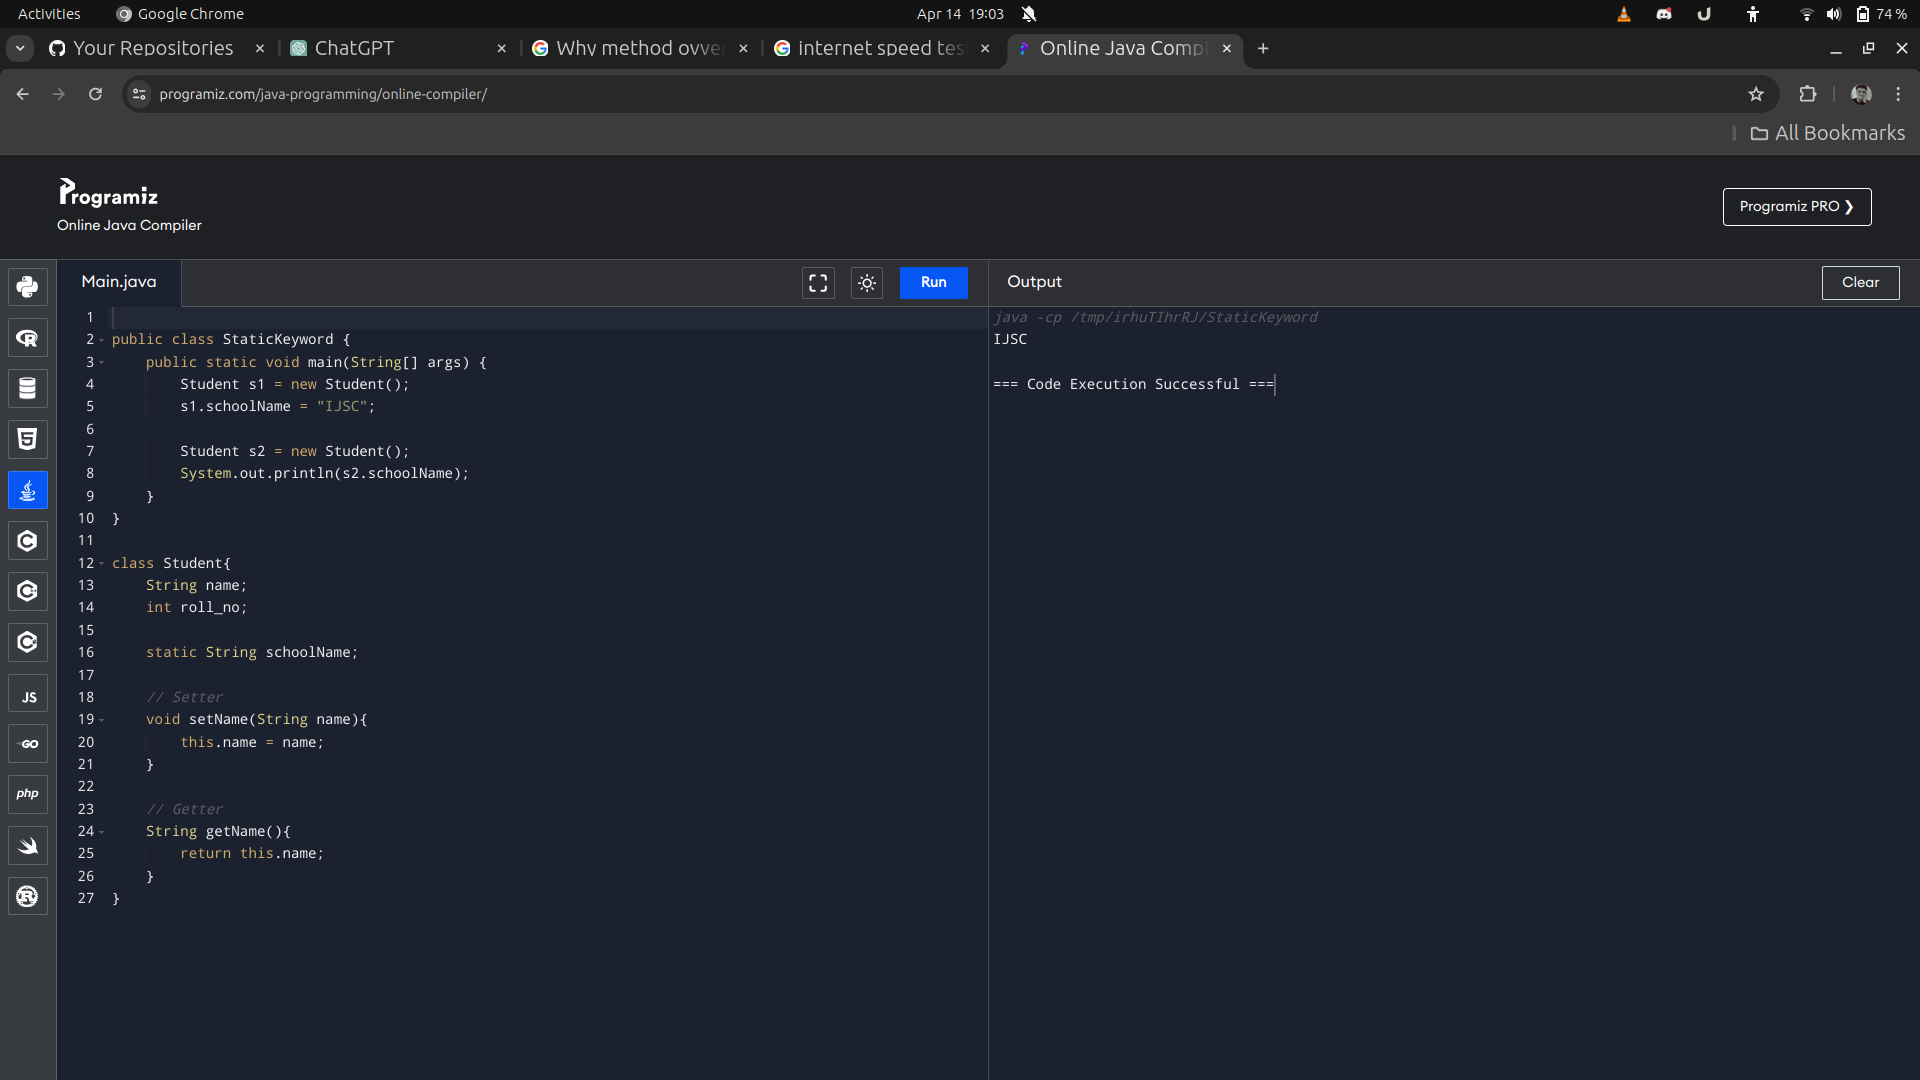 Activities Google Chrome Apr 14 19:03 74 %
Your Repositories ChatGPT Why method ovve internet speed tes Online Java Compi
programiz.com/java-programming/online-compiler/
All Bookmarks
Programiz
Online Java Compiler
Programiz PRO ❯
Main.java Run Output Clear
1
2 public class StaticKeyword {
3 public static void main(String[] args) {
4 Student s1 = new Student();
5 s1.schoolName = "IJSC";
6
7 Student s2 = new Student();
8 System.out.println(s2.schoolName);
9 }
10 }
11
12 class Student{
13 String name;
14 int roll_no;
15
16 static String schoolName;
17
18 // Setter
19 void setName(String name){
20 this.name = name;
21 }
22
23 // Getter
24 String getName(){
25 return this.name;
26 }
27 }
java -cp /tmp/irhuTIhrRJ/StaticKeyword
IJSC
=== Code Execution Successful ===
JS
GO
php